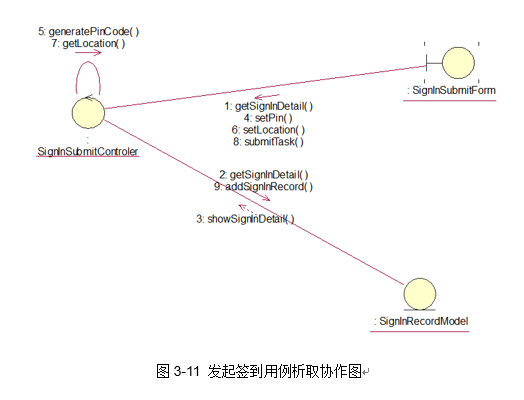 5: generatePinCode( )
7: getLocation( )
: SignInSubmitForm
1: getSignInDetail( )
4: setPin( )
6: setLocation( )
8: submitTask( )
:
SignInSubmitControler
2: getSignInDetail( )
9: addSignInRecord( )
3: showSignInDetail( )
: SignInRecordModel
图 3-11 发起签到用例析取协作图